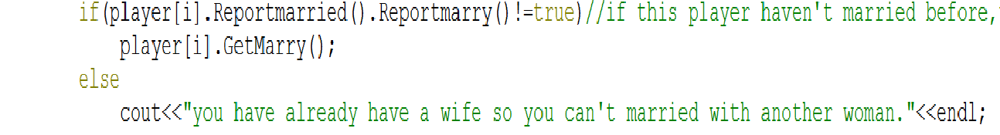 if(player[i].Reportmarried().Reportmarry()!=true)//if this player haven't married before,
player[i].GetMarry();
else
cout<<"you have already have a wife so you can't married with another woman."<<endl;